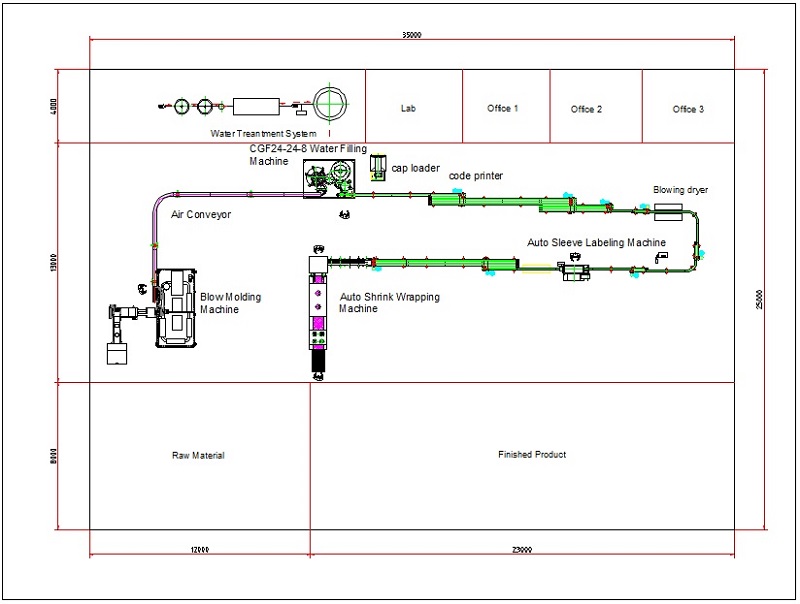 35000
4000
Lab
Office 1
Office 2
Office 3
Water Treantment System
CGF24-24-8 Water Filling
Machine
cap loader
code printer
Blowing dryer
Air Conveyor
Auto Sleeve Labeling Machine
13000
25000
Blow Molding
Machine
Auto Shrink Wrapping
Machine
8000
Raw Material
Finished Product
12000
23000